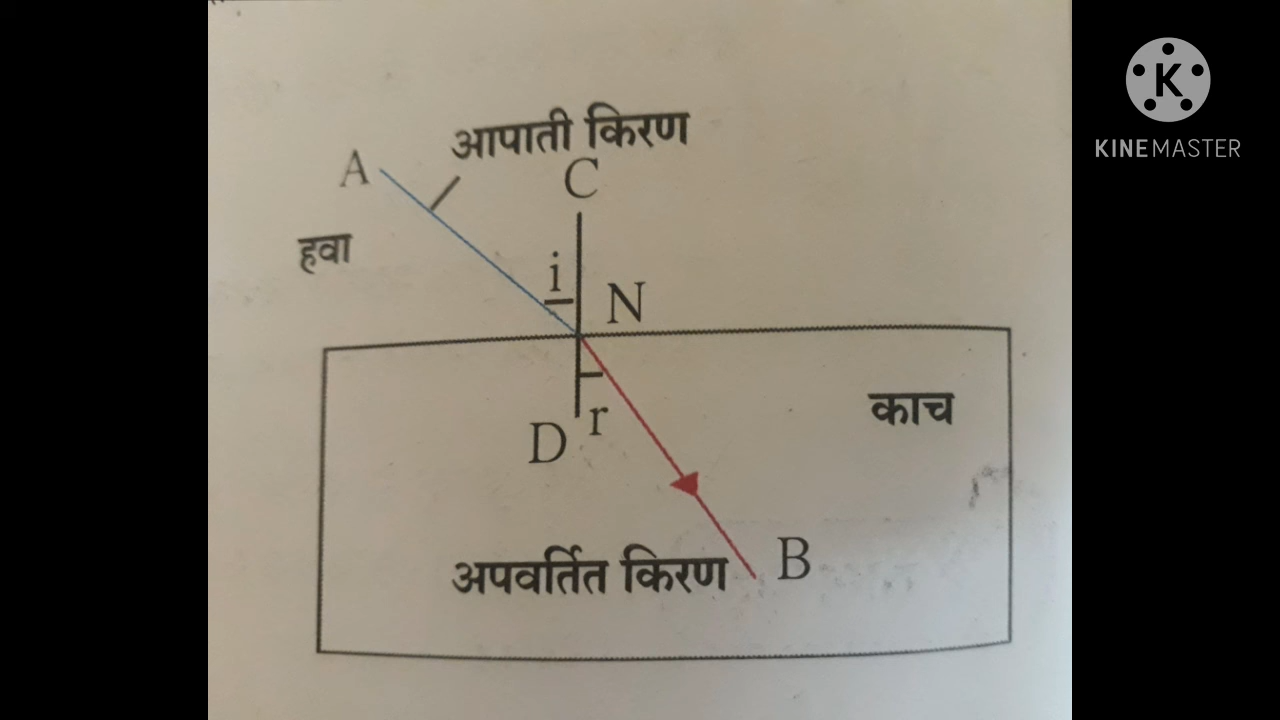 आपाती किरण
A
C
हवा
i
N
काच
D
r
अपवर्तित किरण
B
K
KINEMASTER